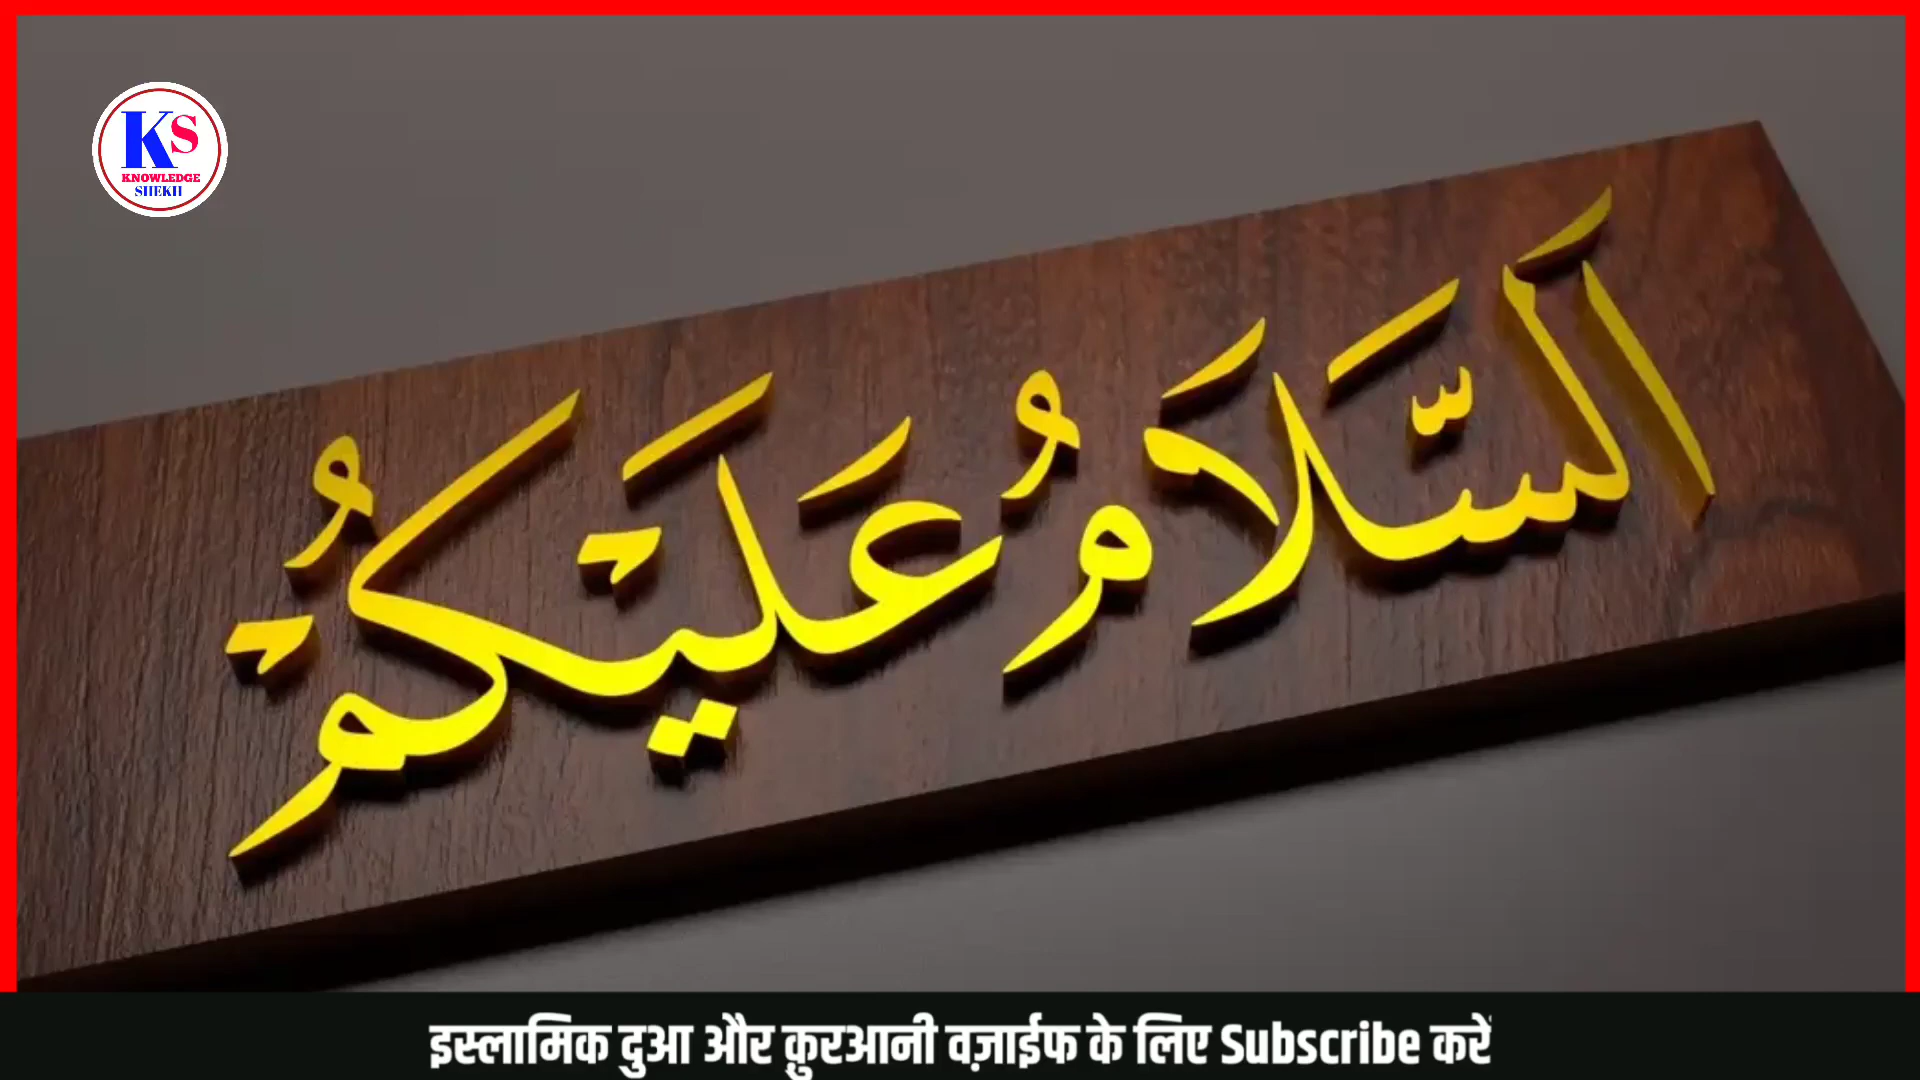 KS
KNOWLEDGE
SHEKH
اَلسَّلَامُ عَلَيْكُمْ
इस्लामिक दुआ और क़ुरआनी वज़ाईफ के लिए Subscribe करें